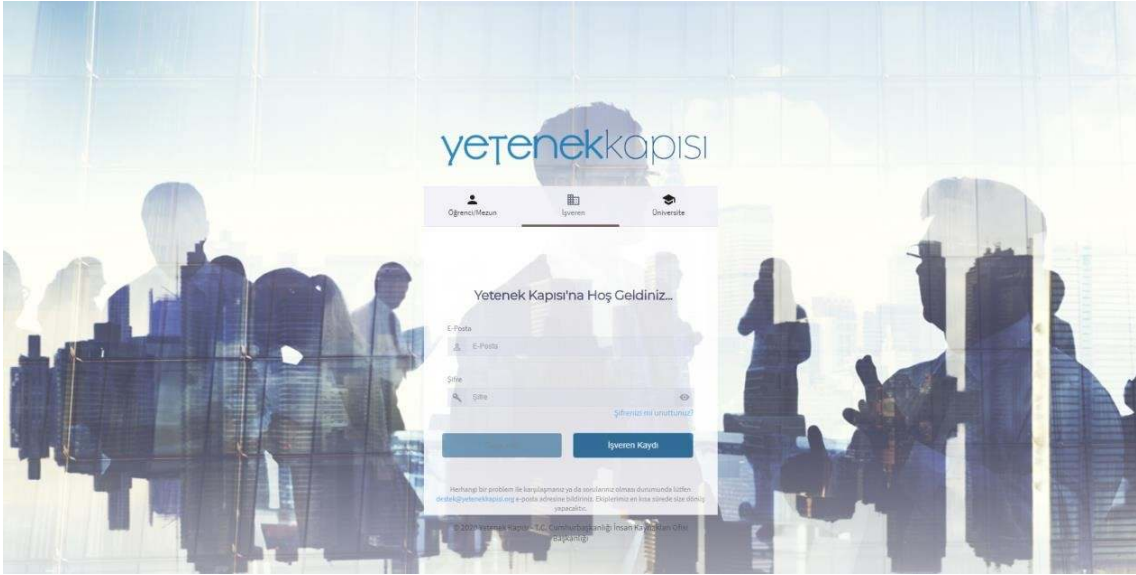 yetenekkapısı
Öğrenci/Mezun İşveren Üniversite
Yetenek Kapısı'na Hoş Geldiniz...
E-Posta
E-Posta
Şifre
Şifre
Şifrenizi mi unuttunuz?
İşveren Kaydı
Herhangi bir problem ile karşılaşmanız ya da sorularınız olması durumunda lütfen
destek@yetenekkapisi.org e-posta adresine bildiriniz. Ekiplerimiz en kısa sürede size dönüş
yapacaktır.
Yetenek Kapısı - T.C. Cumhurbaşkanlığı İnsan Kaynakları Ofisi
Başkanlığı